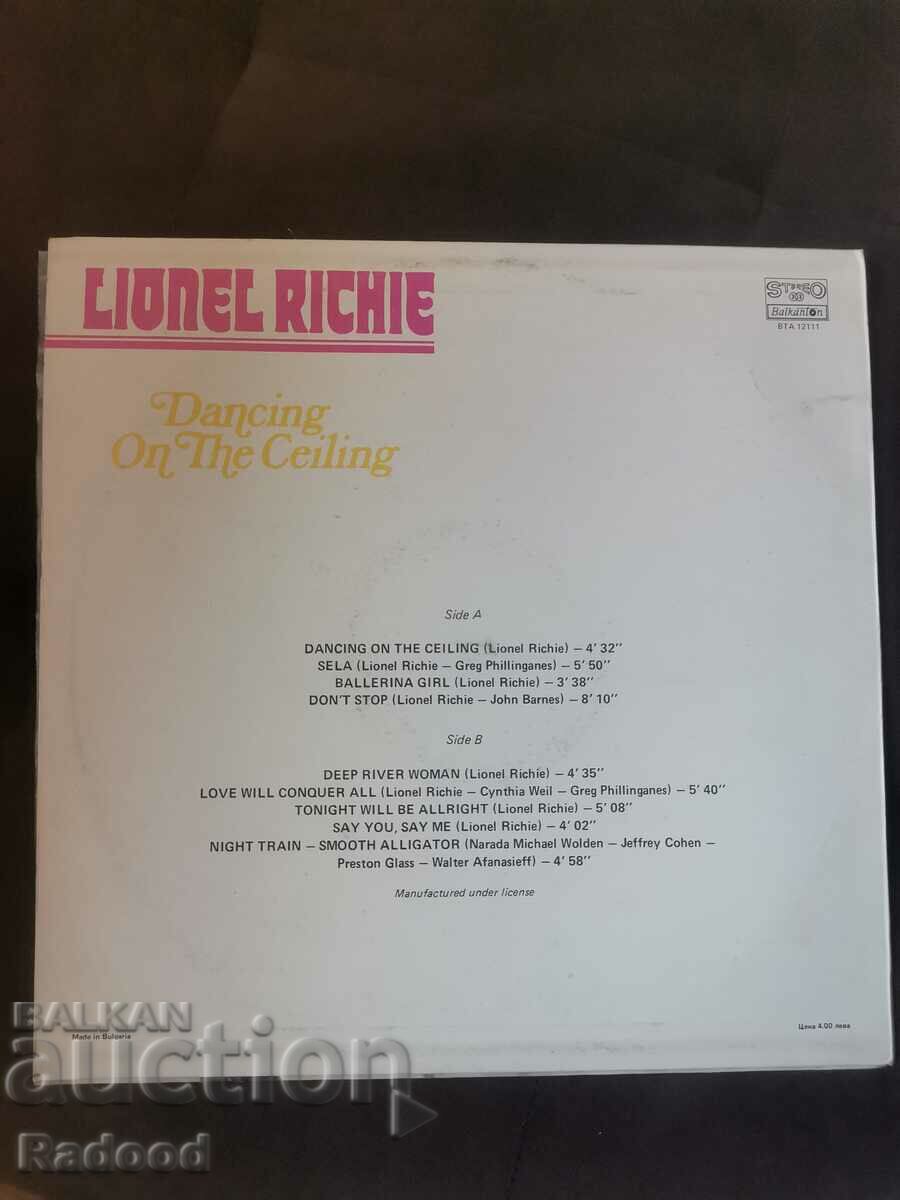 LIONEL RICHIE
STEREO
33
Balkanton
BTA 12111
Dancing
On The Ceiling
Side A
DANCING ON THE CEILING (Lionel Richie) – 4′ 32′′
SELA (Lionel Richie – Greg Phillinganes) – 5′ 50′′
BALLERINA GIRL (Lionel Richie) – 3′ 38′′
DON'T STOP (Lionel Richie – John Barnes) – 8′ 10′′
Side B
DEEP RIVER WOMAN (Lionel Richie) – 4′ 35′′
LOVE WILL CONQUER ALL (Lionel Richie – Cynthia Weil – Greg Phillinganes) – 5′ 40′′
TONIGHT WILL BE ALLRIGHT (Lionel Richie) – 5′ 08′′
SAY YOU, SAY ME (Lionel Richie) – 4′ 02′′
NIGHT TRAIN – SMOOTH ALLIGATOR (Narada Michael Wolden – Jeffrey Cohen –
Preston Glass – Walter Afanasieff) – 4′ 58′′
Manufactured under license
Made in Bulgaria
Цена 4.00 лева
BALKAN
auction
Radood